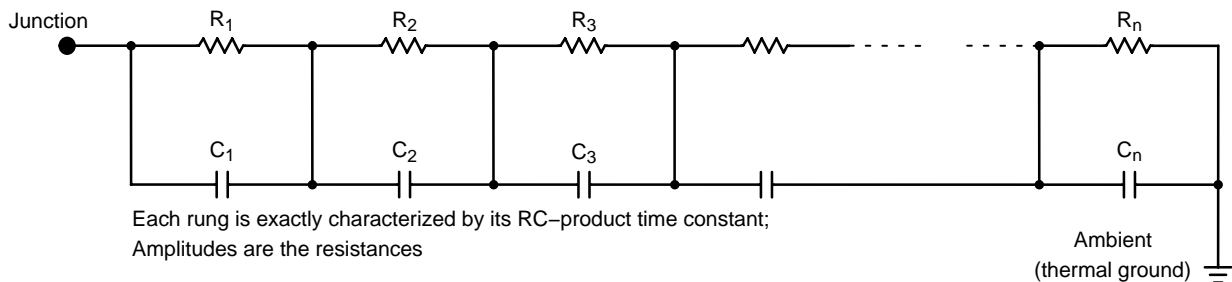 Junction
R1
R2
R3
Rn
C1
C2
C3
Cn
Each rung is exactly characterized by its RC−product time constant;
Amplitudes are the resistances
Ambient
(thermal ground)